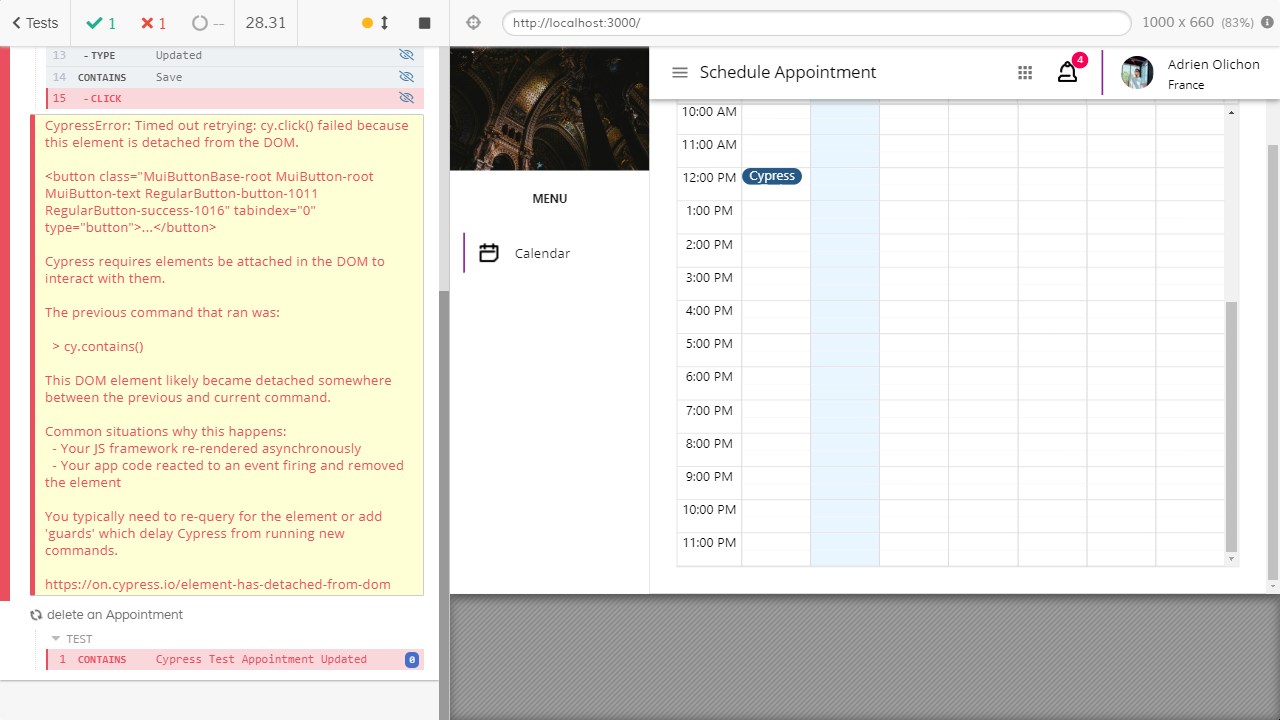 Tests
1
1
--
28.31
http://localhost:3000/
1000 x 660 (83%)
13 - TYPE Updated
14 CONTAINS Save
15 - CLICK
CypressError: Timed out retrying: cy.click() failed because
this element is detached from the DOM.
<button class="MuiButtonBase-root MuiButton-root
MuiButton-text RegularButton-button-1011
RegularButton-success-1016" tabindex="0"
type="button">...</button>
Cypress requires elements be attached in the DOM to
interact with them.
The previous command that ran was:
> cy.contains()
This DOM element likely became detached somewhere
between the previous and current command.
Common situations why this happens:
- Your JS framework re-rendered asynchronously
- Your app code reacted to an event firing and removed
the element
You typically need to re-query for the element or add
'guards' which delay Cypress from running new
commands.
https://on.cypress.io/element-has-detached-from-dom
delete an Appointment
TEST
1 CONTAINS Cypress Test Appointment Updated 0
MENU
Calendar
Schedule Appointment
4
Adrien Olichon
France
10:00 AM
11:00 AM
12:00 PM Cypress
1:00 PM
2:00 PM
3:00 PM
4:00 PM
5:00 PM
6:00 PM
7:00 PM
8:00 PM
9:00 PM
10:00 PM
11:00 PM